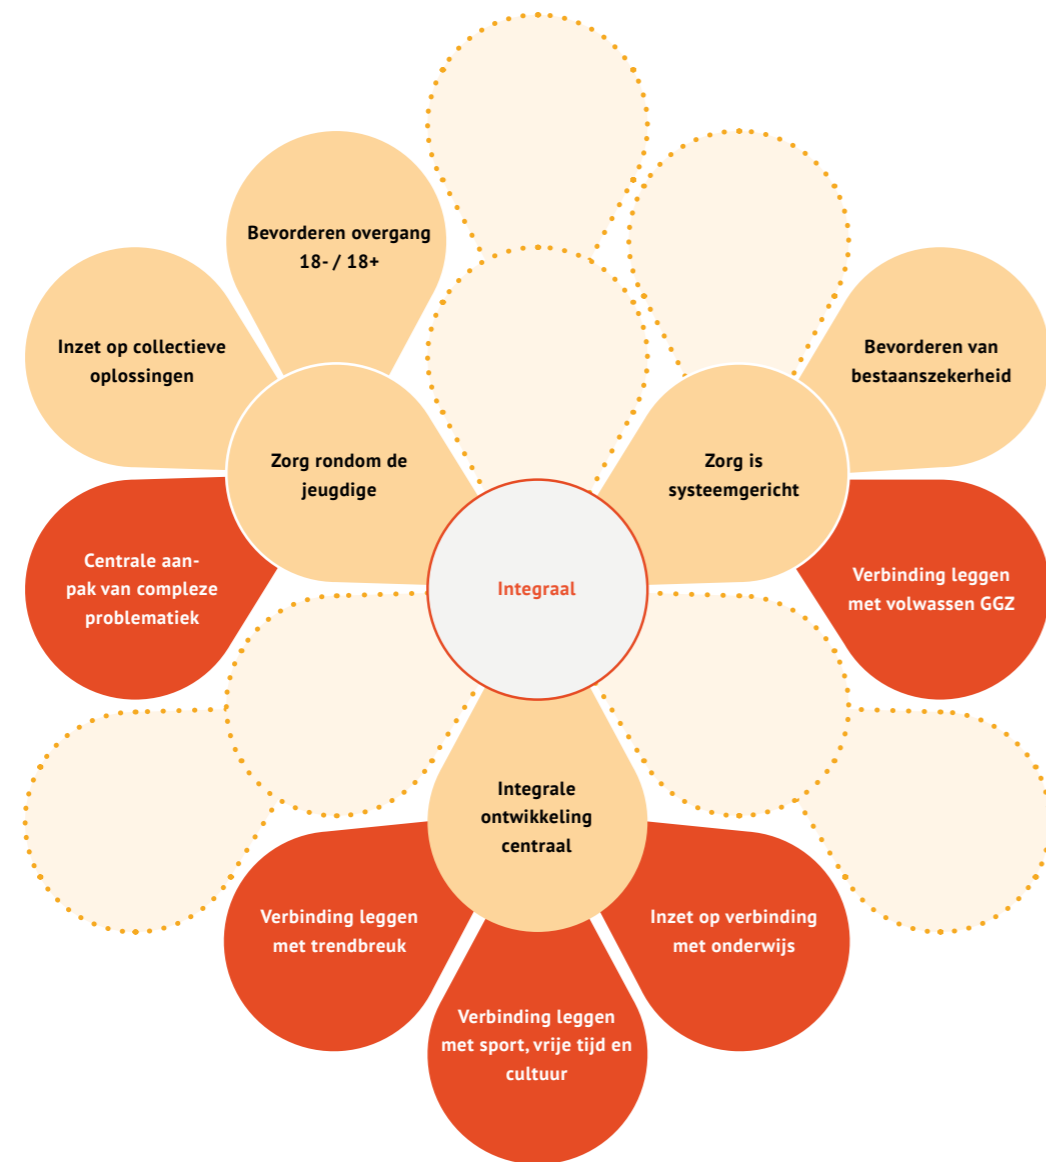 Bevorderen overgang
18- / 18+
Inzet op collectieve
oplossingen
Bevorderen van
bestaanszekerheid
Zorg rondom de
jeugdige
Zorg is
systeemgericht
Centrale aan-
pak van compleze
problematiek
Integraal
Verbinding leggen
met volwassen GGZ
Integrale
ontwikkeling
centraal
Verbinding leggen
met trendbreuk
Inzet op verbinding
met onderwijs
Verbinding leggen
met sport, vrije tijd en
cultuur